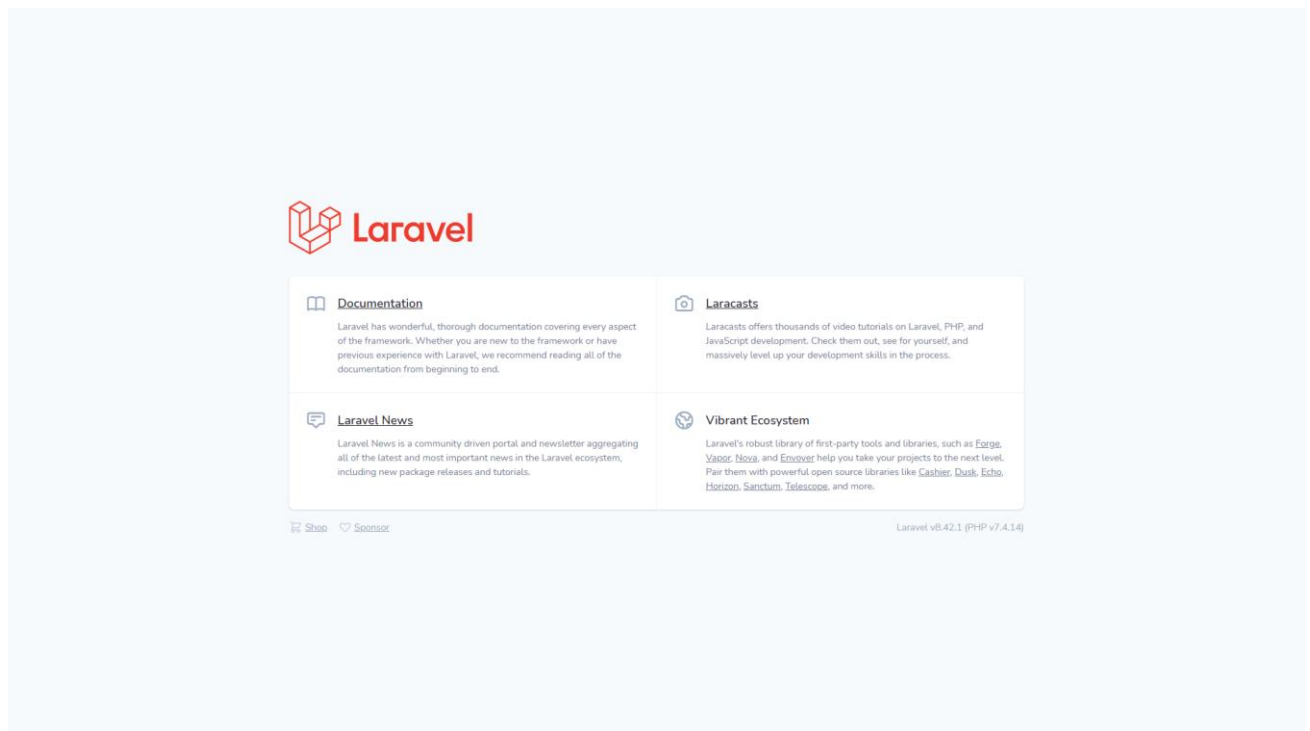 Laravel
Documentation
Laravel has wonderful, thorough documentation covering every aspect
of the framework. Whether you are new to the framework or have
previous experience with Laravel, we recommend reading all of the
documentation from beginning to end.
Laracasts
Laracasts offers thousands of video tutorials on Laravel, PHP, and
JavaScript development. Check them out, see for yourself, and
massively level up your development skills in the process.
Laravel News
Laravel News is a community driven portal and newsletter aggregating
all of the latest and most important news in the Laravel ecosystem,
including new package releases and tutorials.
Vibrant Ecosystem
Laravel's robust library of first-party tools and libraries, such as Forge,
Vapor, Nova, and Envoyer help you take your projects to the next level.
Pair them with powerful open source libraries like Cashier, Dusk, Echo,
Horizon, Sanctum, Telescope, and more.
Shop Sponsor
Laravel v8.42.1 (PHP v7.4.14)